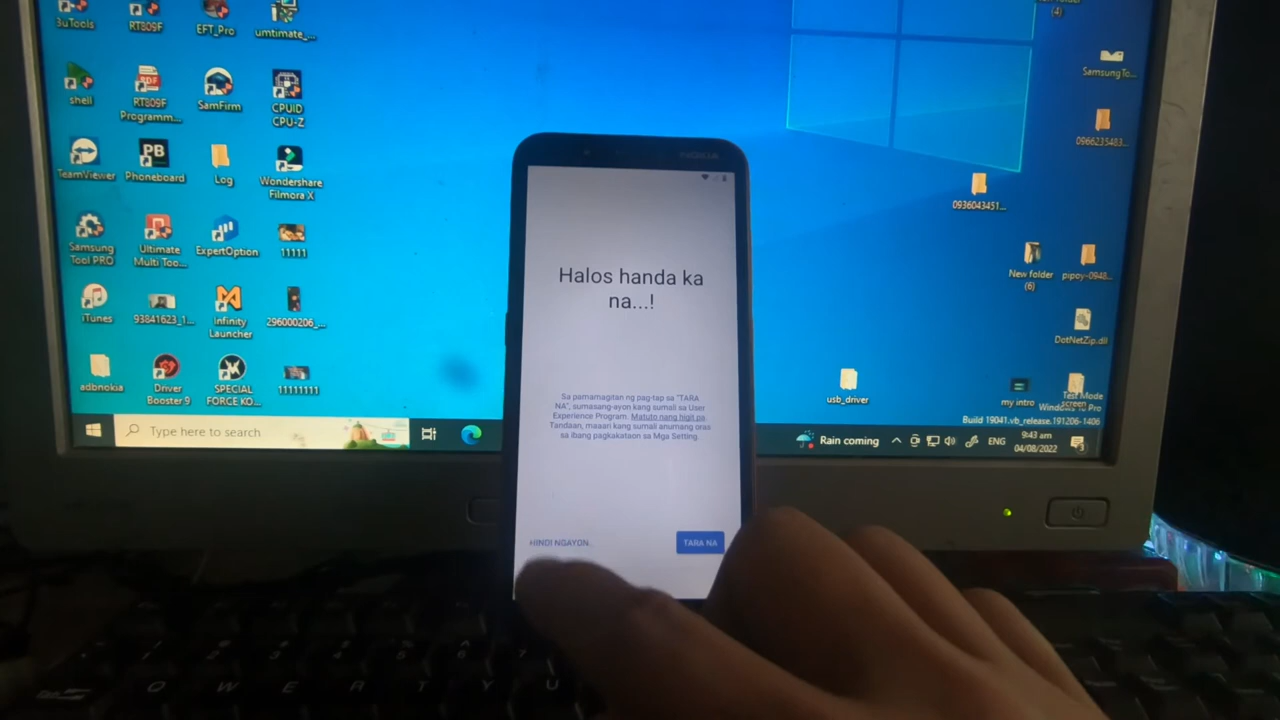 3uTools
RT809F
EFT_Pro
umtimate_...
shell
RT809F
Programm...
SamFirm
CPUID
CPU-Z
TeamViewer
PB
Phoneboard
Log
Wondershare
Filmora X
Samsung
Tool PRO
Ultimate
Multi Too...
ExpertOption
11111
iTunes
93841623_1...
Infinity
Launcher
296000206_...
adbnokia
Driver
Booster 9
SPECIAL
FORCE KO...
11111111
(4)
SamsungTo...
0966235483...
0936043451...
New folder
(6)
pipoy-0948...
DotNetZip.dll
usb_driver
my intro
screen
Test Mode
Windows 10 Pro
Build 19041.vb_release.191206-1406
Type here to search
Rain coming
ENG
9:43 am
04/08/2022
NOKIA
Halos handa ka
na...!
Sa pamamagitan ng pag-tap sa "TARA
NA", sumasang-ayon kang sumali sa User
Experience Program. Matuto nang higit pa.
Tandaan, maaari kang sumali anumang oras
sa ibang pagkakataon sa Mga Setting.
HINDI NGAYON
TARA NA
Q W E R T Y U